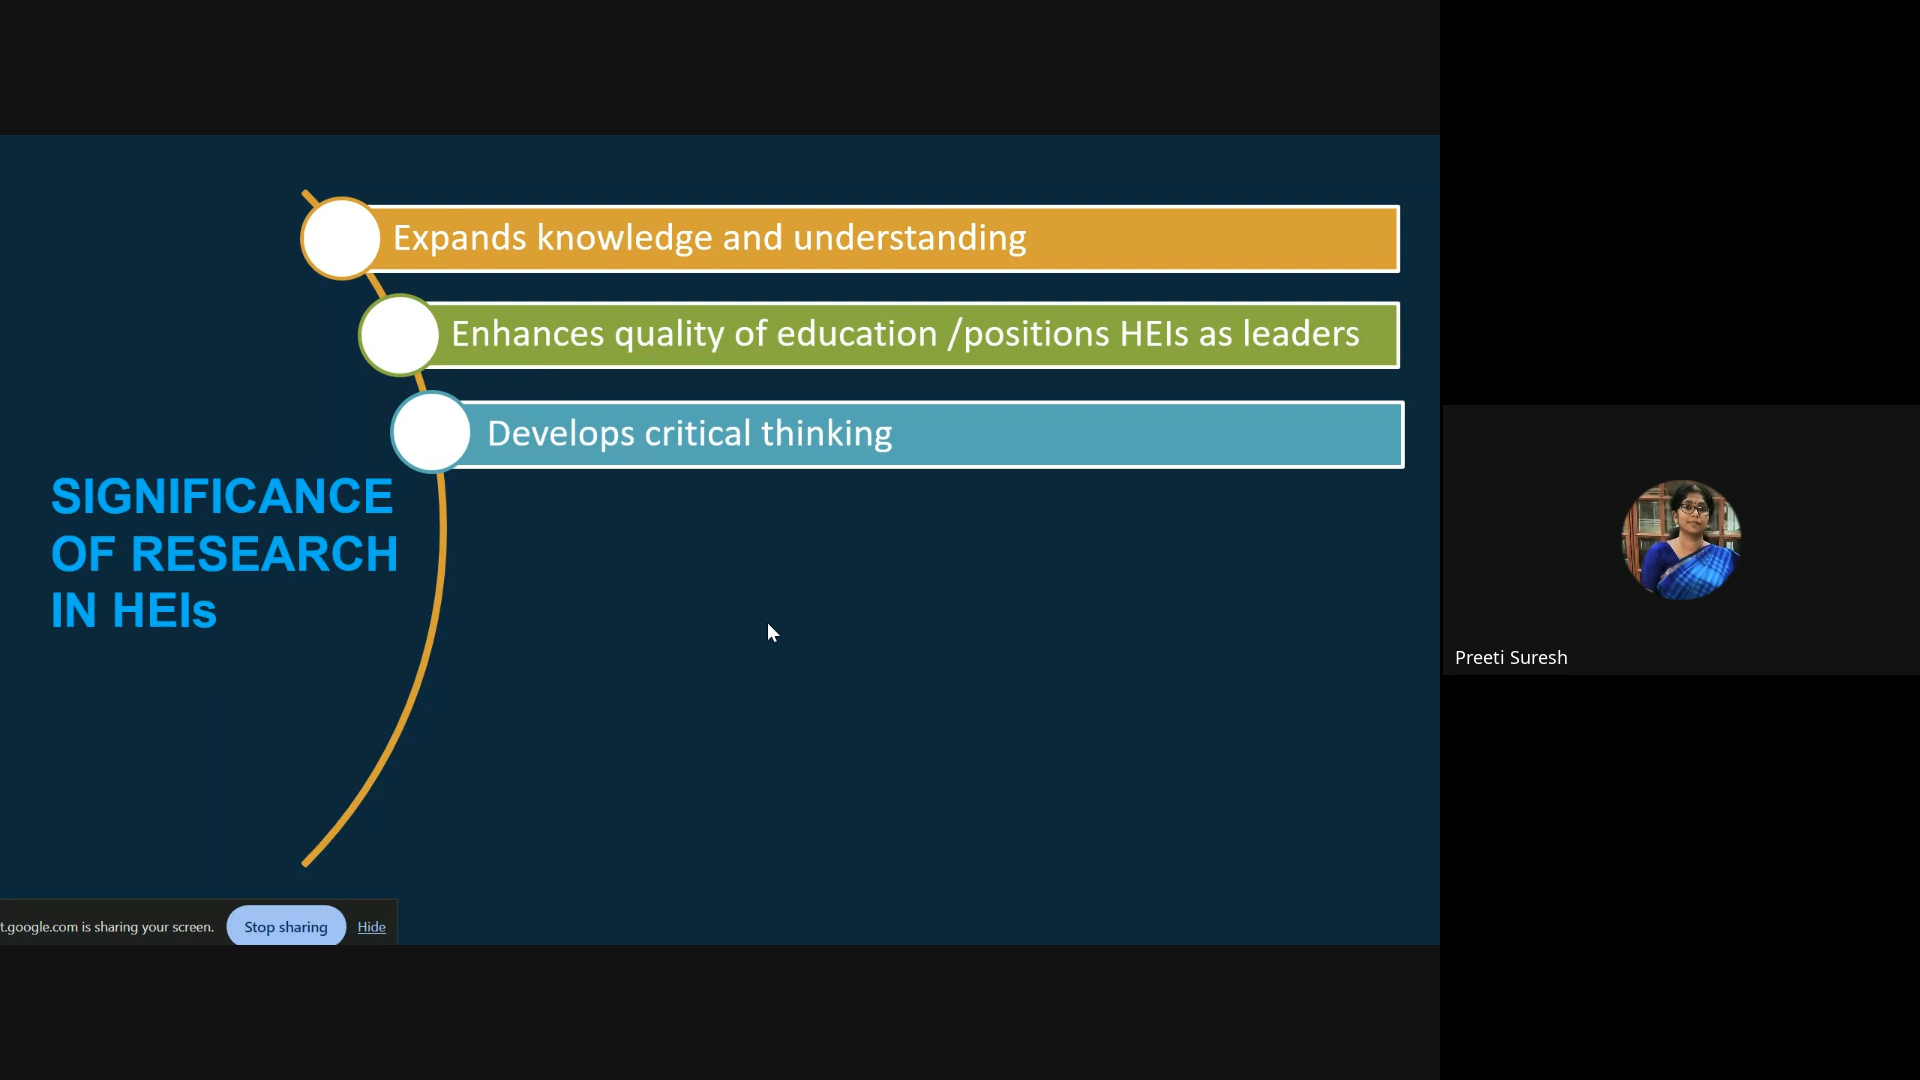 Expands knowledge and understanding
Enhances quality of education /positions HEIs as leaders
Develops critical thinking
SIGNIFICANCE
OF RESEARCH
IN HEIs
t.google.com is sharing your screen.
Stop sharing
Hide
Preeti Suresh